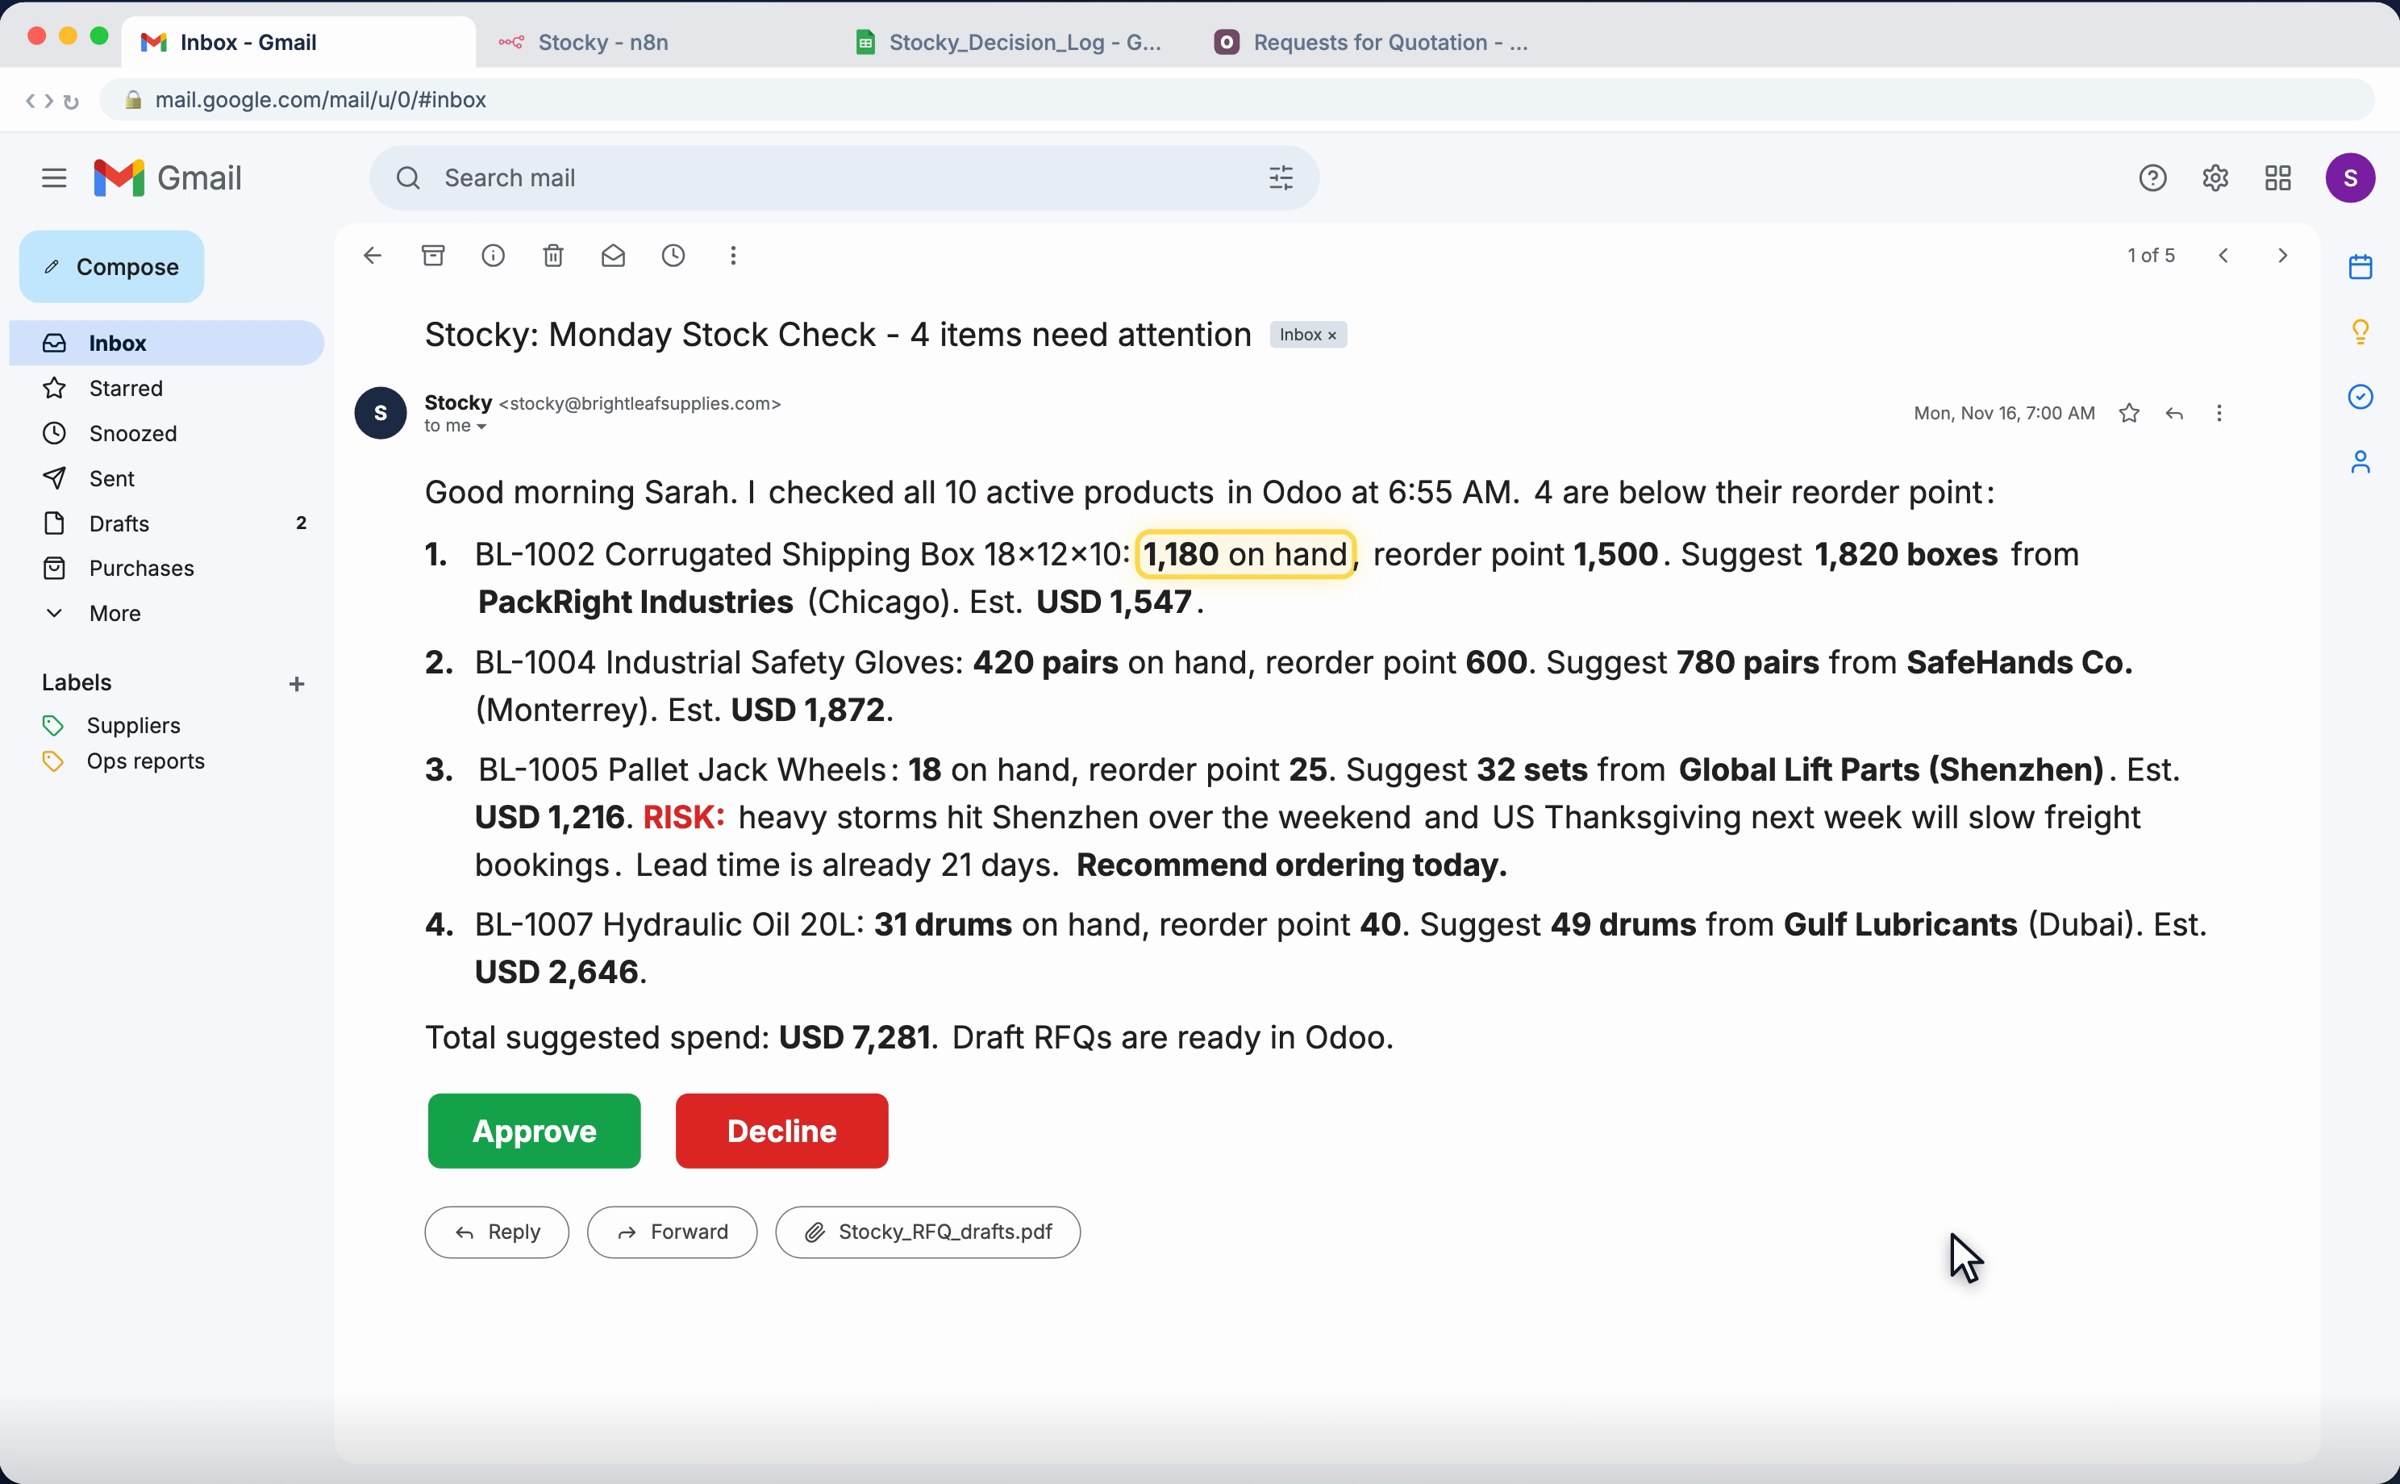 Inbox - Gmail
Stocky - n8n
Stocky_Decision_Log - G...
Requests for Quotation - ...
mail.google.com/mail/u/0/#inbox
Gmail
Search mail
S
Compose
1 of 5
Inbox
Starred
Snoozed
Sent
Drafts 2
Purchases
More
Labels +
Suppliers
Ops reports
Stocky: Monday Stock Check - 4 items need attention Inbox ×
S
Stocky <stocky@brightleafsupplies.com>
to me
Mon, Nov 16, 7:00 AM
Good morning Sarah. I checked all 10 active products in Odoo at 6:55 AM. 4 are below their reorder point:
1. BL-1002 Corrugated Shipping Box 18×12×10: 1,180 on hand, reorder point 1,500. Suggest 1,820 boxes from
PackRight Industries (Chicago). Est. USD 1,547.
2. BL-1004 Industrial Safety Gloves: 420 pairs on hand, reorder point 600. Suggest 780 pairs from SafeHands Co.
(Monterrey). Est. USD 1,872.
3. BL-1005 Pallet Jack Wheels: 18 on hand, reorder point 25. Suggest 32 sets from Global Lift Parts (Shenzhen). Est.
USD 1,216. RISK: heavy storms hit Shenzhen over the weekend and US Thanksgiving next week will slow freight
bookings. Lead time is already 21 days. Recommend ordering today.
4. BL-1007 Hydraulic Oil 20L: 31 drums on hand, reorder point 40. Suggest 49 drums from Gulf Lubricants (Dubai). Est.
USD 2,646.
Total suggested spend: USD 7,281. Draft RFQs are ready in Odoo.
Approve
Decline
Reply
Forward
Stocky_RFQ_drafts.pdf